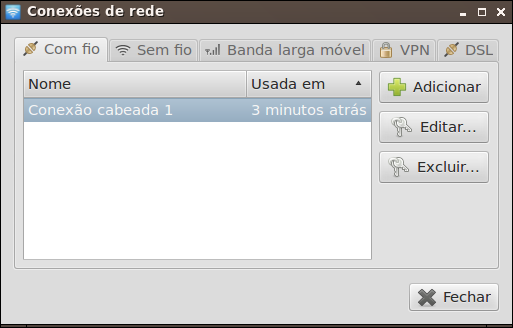 Conexões de rede
Com fio Sem fio Banda larga móvel VPN DSL
Nome Usada em
Conexão cabeada 1 3 minutos atrás
Adicionar
Editar...
Excluir...
Fechar